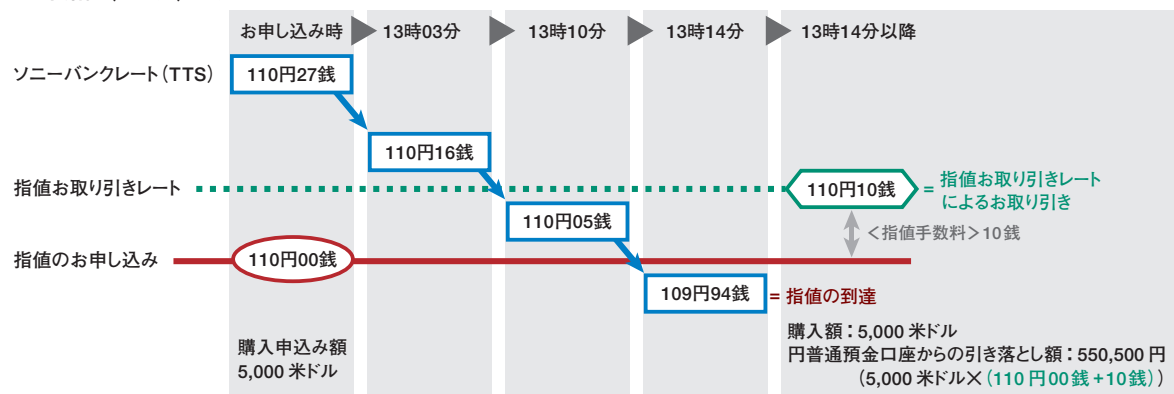 お申し込み時
13時03分
13時10分
13時14分
13時14分以降
ソニーバンクレート（TTS）
110円27銭
110円16銭
指値お取り引きレート
110円10銭
=
指値お取り引きレート
によるお取り引き
110円05銭
＜指値手数料＞10銭
指値のお申し込み
110円00銭
109円94銭
= 指値の到達
購入申込み額
5,000 米ドル
購入額：5,000 米ドル
円普通預金口座からの引き落とし額：550,500 円
（5,000 米ドル×（110 円00 銭 +10銭））